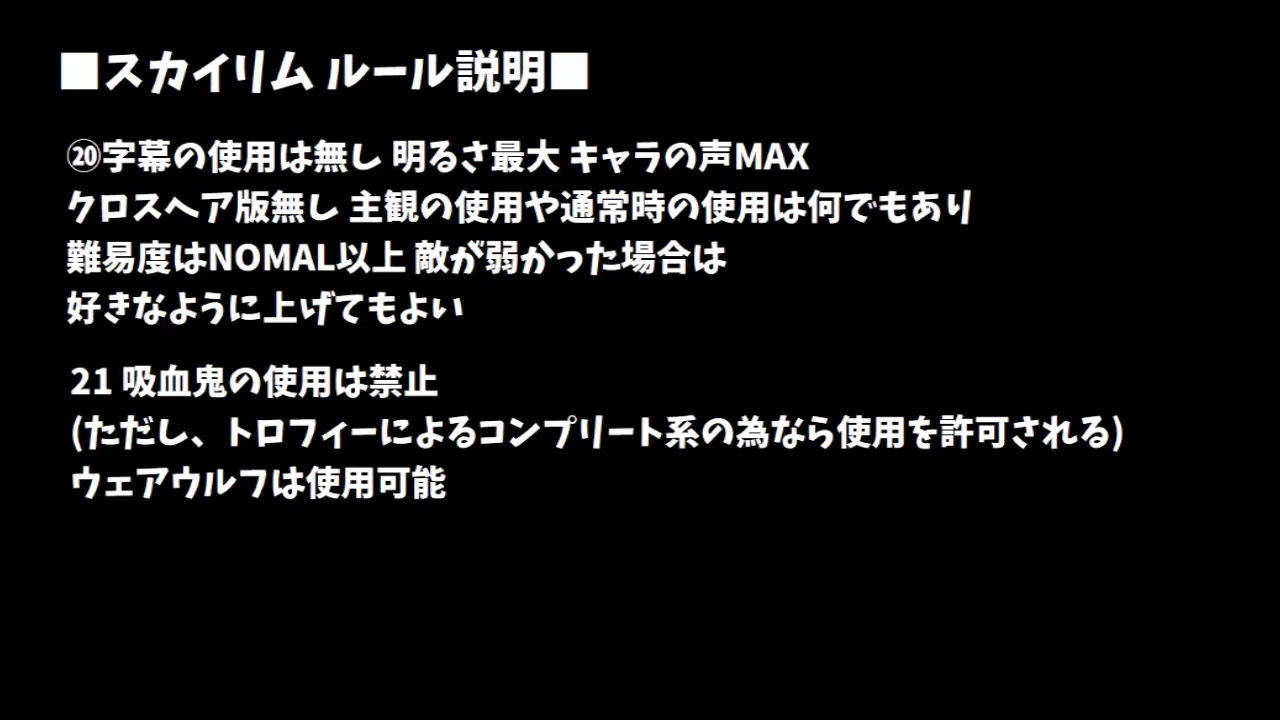 ■スカイリム ルール説明■
⑳字幕の使用は無し 明るさ最大 キャラの声MAX
クロスヘア版無し 主観の使用や通常時の使用は何でもあり
難易度はNOMAL以上 敵が弱かった場合は
好きなように上げてもよい
21 吸血鬼の使用は禁止
(ただし、トロフィーによるコンプリート系の為なら使用を許可される)
ウェアウルフは使用可能